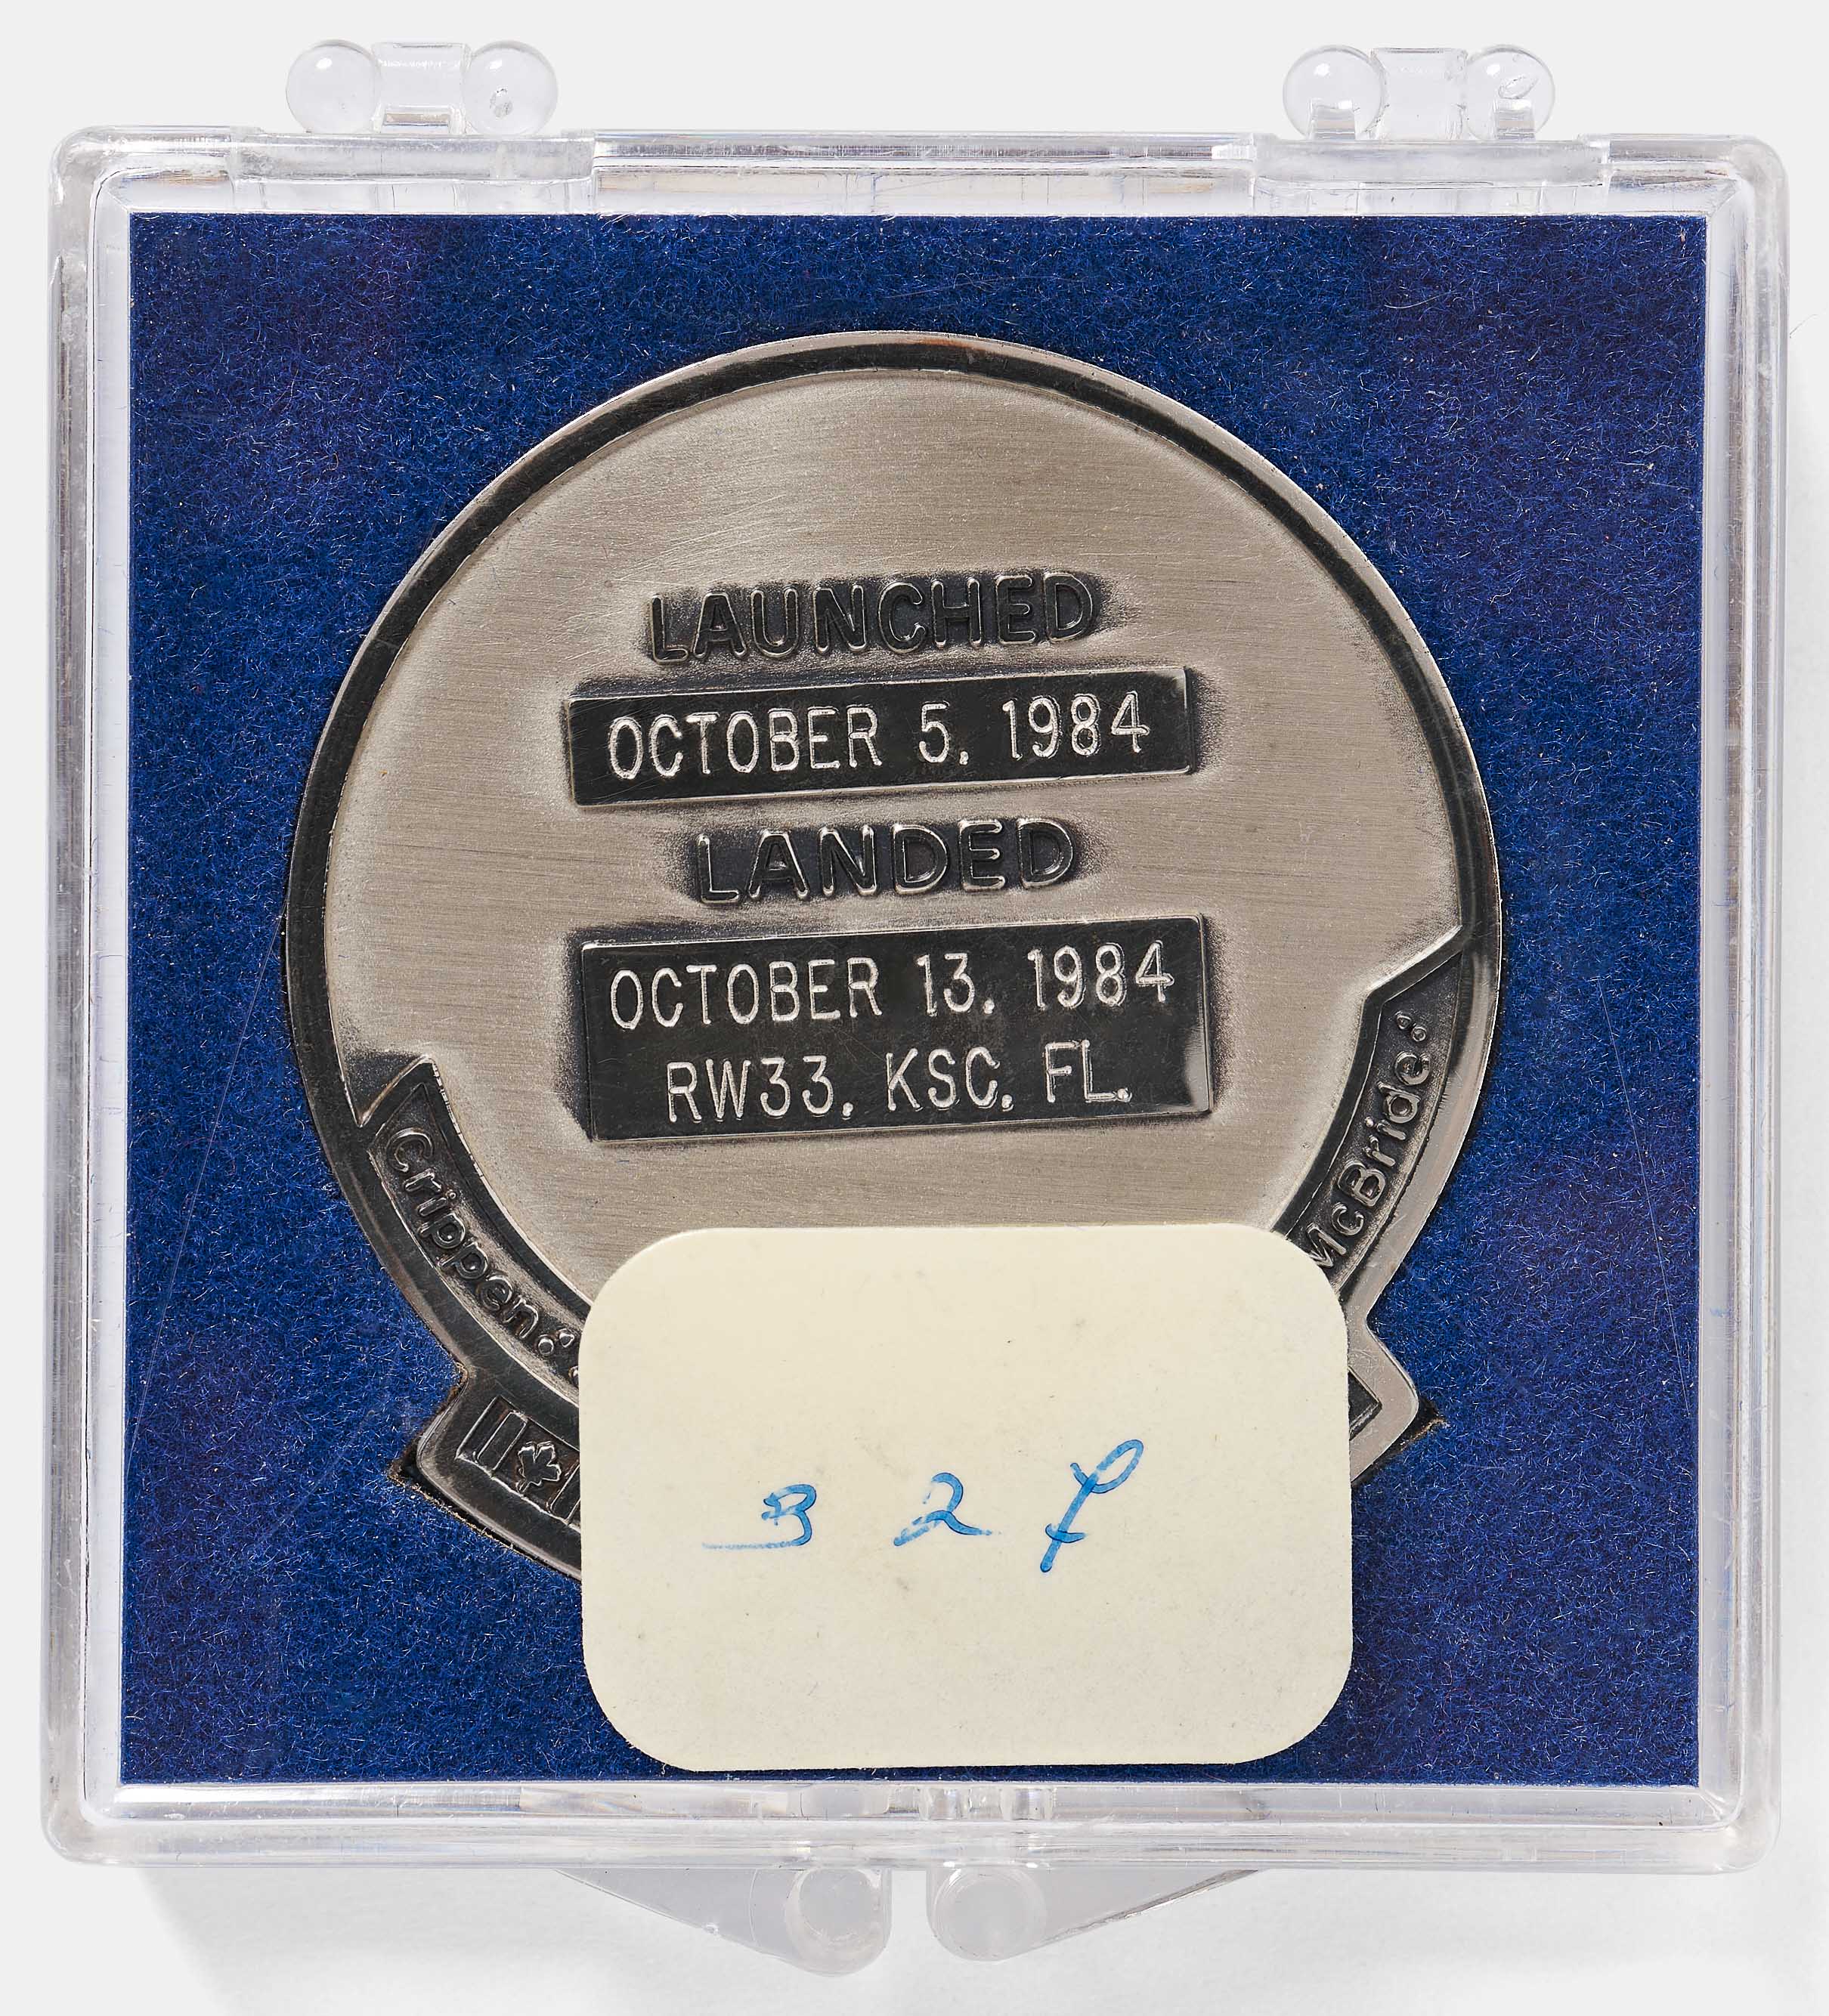 LAUNCHED
OCTOBER 5, 1984
LANDED
OCTOBER 13, 1984
RW33, KSC, FL.
Crippen
McBride
32